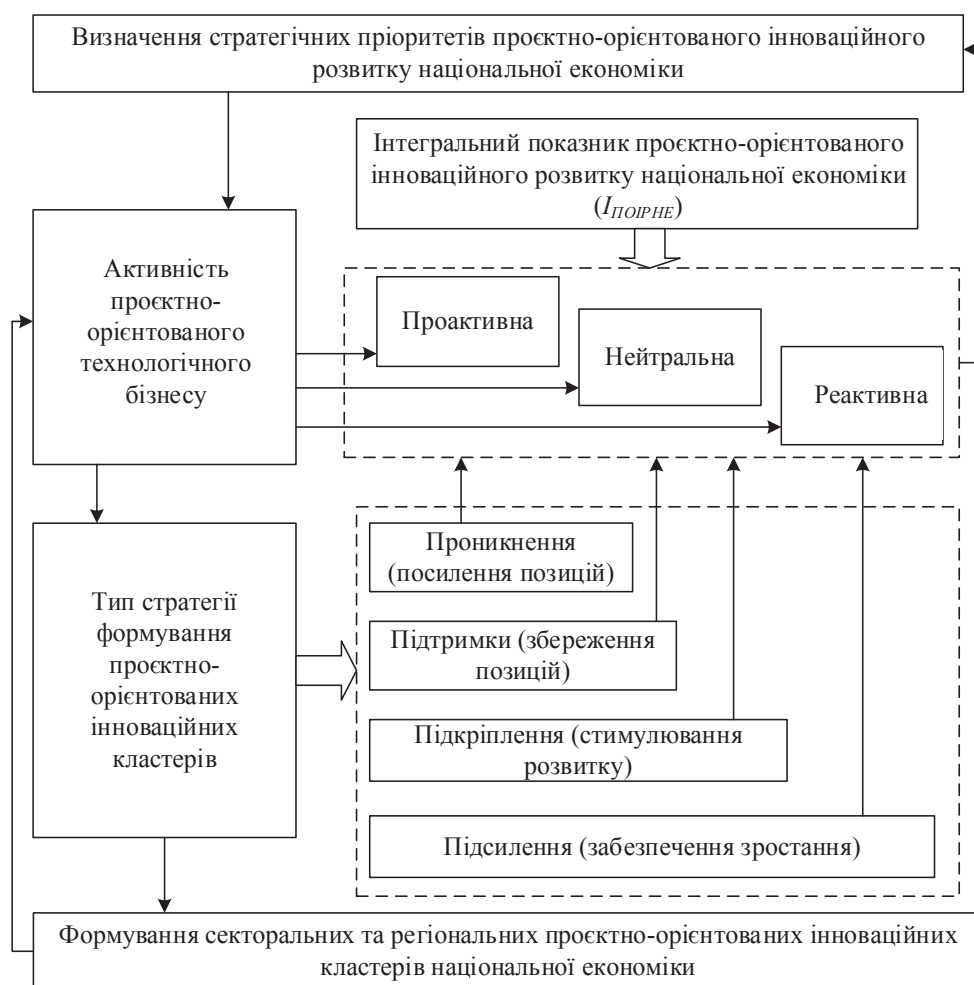 Визначення стратегічних пріоритетів проєктно-орієнтованого інноваційного
розвитку національної економіки
Інтегральний показник проєктно-орієнтованого
інноваційного розвитку національної економіки
(IПОІРНЕ)
Активність
проєктно-
орієнтованого
технологічного
бізнесу
Проактивна
Нейтральна
Реактивна
Тип стратегії
формування
проєктно-
орієнтованих
інноваційних
кластерів
Проникнення
(посилення позицій)
Підтримки (збереження
позицій)
Підкріплення (стимулювання
розвитку)
Підсилення (забезпечення зростання)
Формування секторальних та регіональних проєктно-орієнтованих інноваційних
кластерів національної економіки